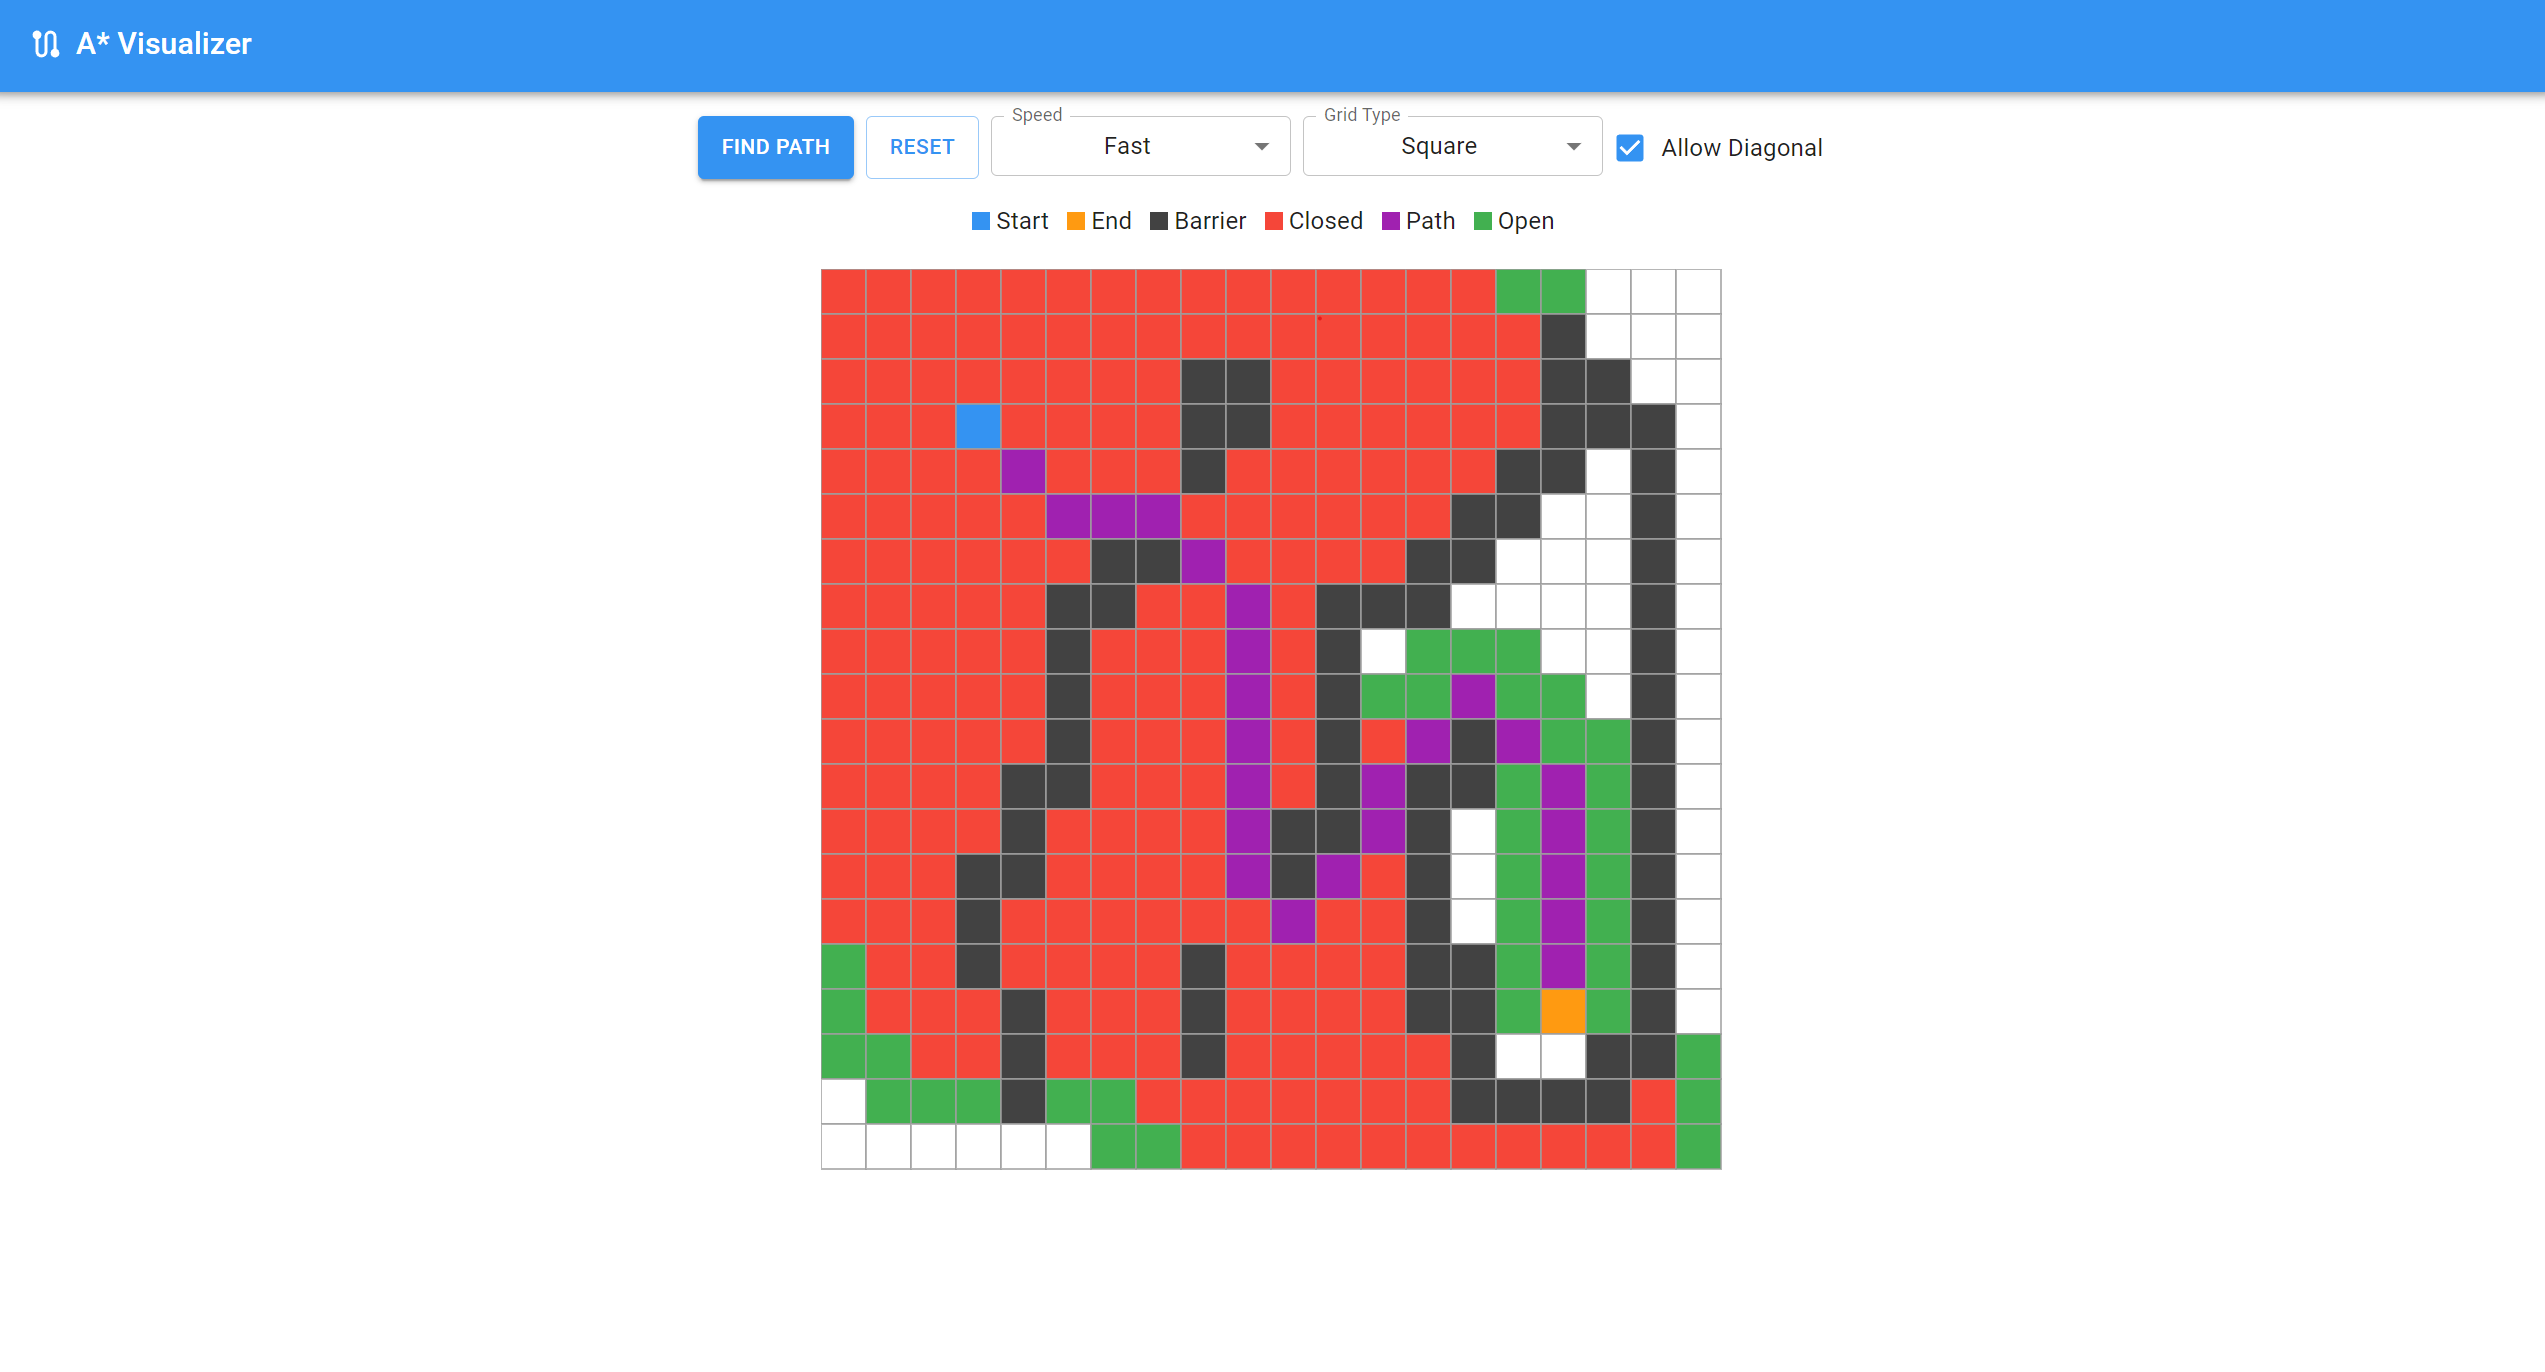 A* Visualizer
Speed
Grid Type
FIND PATH RESET Fast Square Allow Diagonal
Start End Barrier Closed Path Open